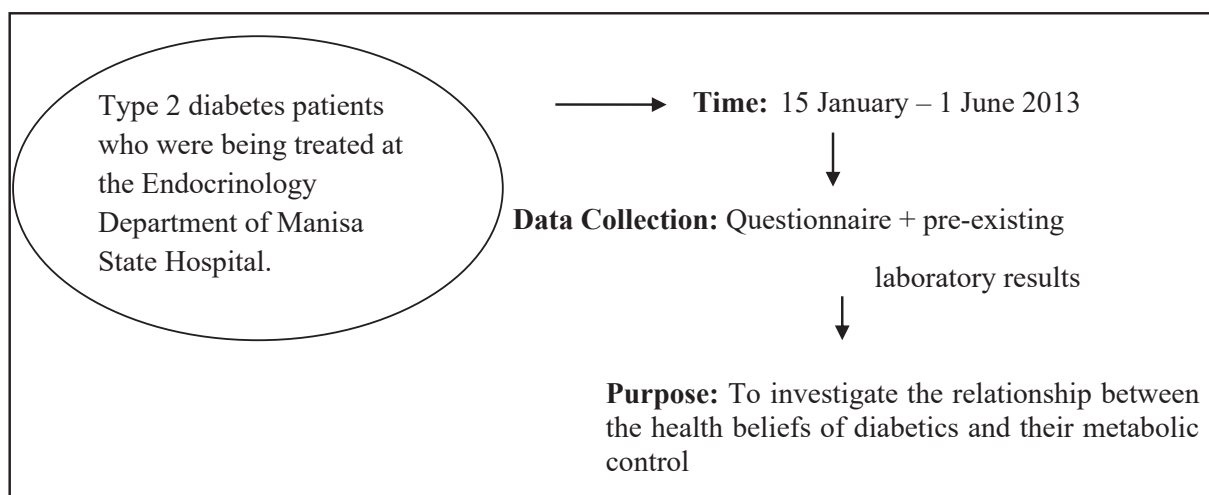 Type 2 diabetes patients
who were being treated at
the Endocrinology
Department of Manisa
State Hospital.
Time: 15 January – 1 June 2013
Data Collection: Questionnaire + pre-existing
laboratory results
Purpose: To investigate the relationship between
the health beliefs of diabetics and their metabolic
control